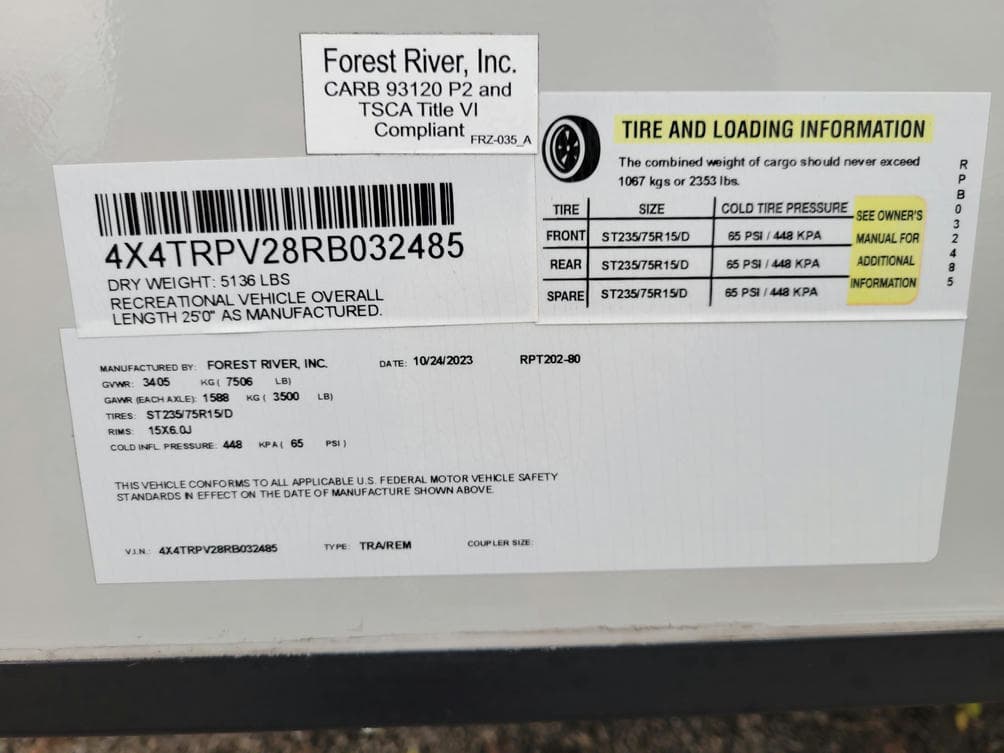 Forest River, Inc.
CARB 93120 P2 and
TSCA Title VI
Compliant
FRZ-035_A
4X4TRPV28RB032485
DRY WEIGHT: 5136 LBS
RECREATIONAL VEHICLE OVERALL
LENGTH 25'0" AS MANUFACTURED.
TIRE AND LOADING INFORMATION
The combined weight of cargo should never exceed
1067 kgs or 2353 lbs.
TIRE SIZE COLD TIRE PRESSURE
FRONT ST235/75R15/D 65 PSI / 448 KPA
REAR ST235/75R15/D 65 PSI / 448 KPA
SPARE ST235/75R15/D 65 PSI / 448 KPA
SEE OWNER'S
MANUAL FOR
ADDITIONAL
INFORMATION
RPB032485
MANUFACTURED BY: FOREST RIVER, INC. DATE: 10/24/2023 RPT202-80
GVWR: 3405 KG ( 7506 LB)
GAWR (EACH AXLE): 1588 KG ( 3500 LB)
TIRES: ST235/75R15/D
RIMS: 15X6.0J
COLD INFL. PRESSURE: 448 KPA ( 65 PSI )
THIS VEHICLE CONFORMS TO ALL APPLICABLE U.S. FEDERAL MOTOR VEHICLE SAFETY
STANDARDS IN EFFECT ON THE DATE OF MANUFACTURE SHOWN ABOVE.
V.I.N.: 4X4TRPV28RB032485 TYPE: TRA/REM COUPLER SIZE: